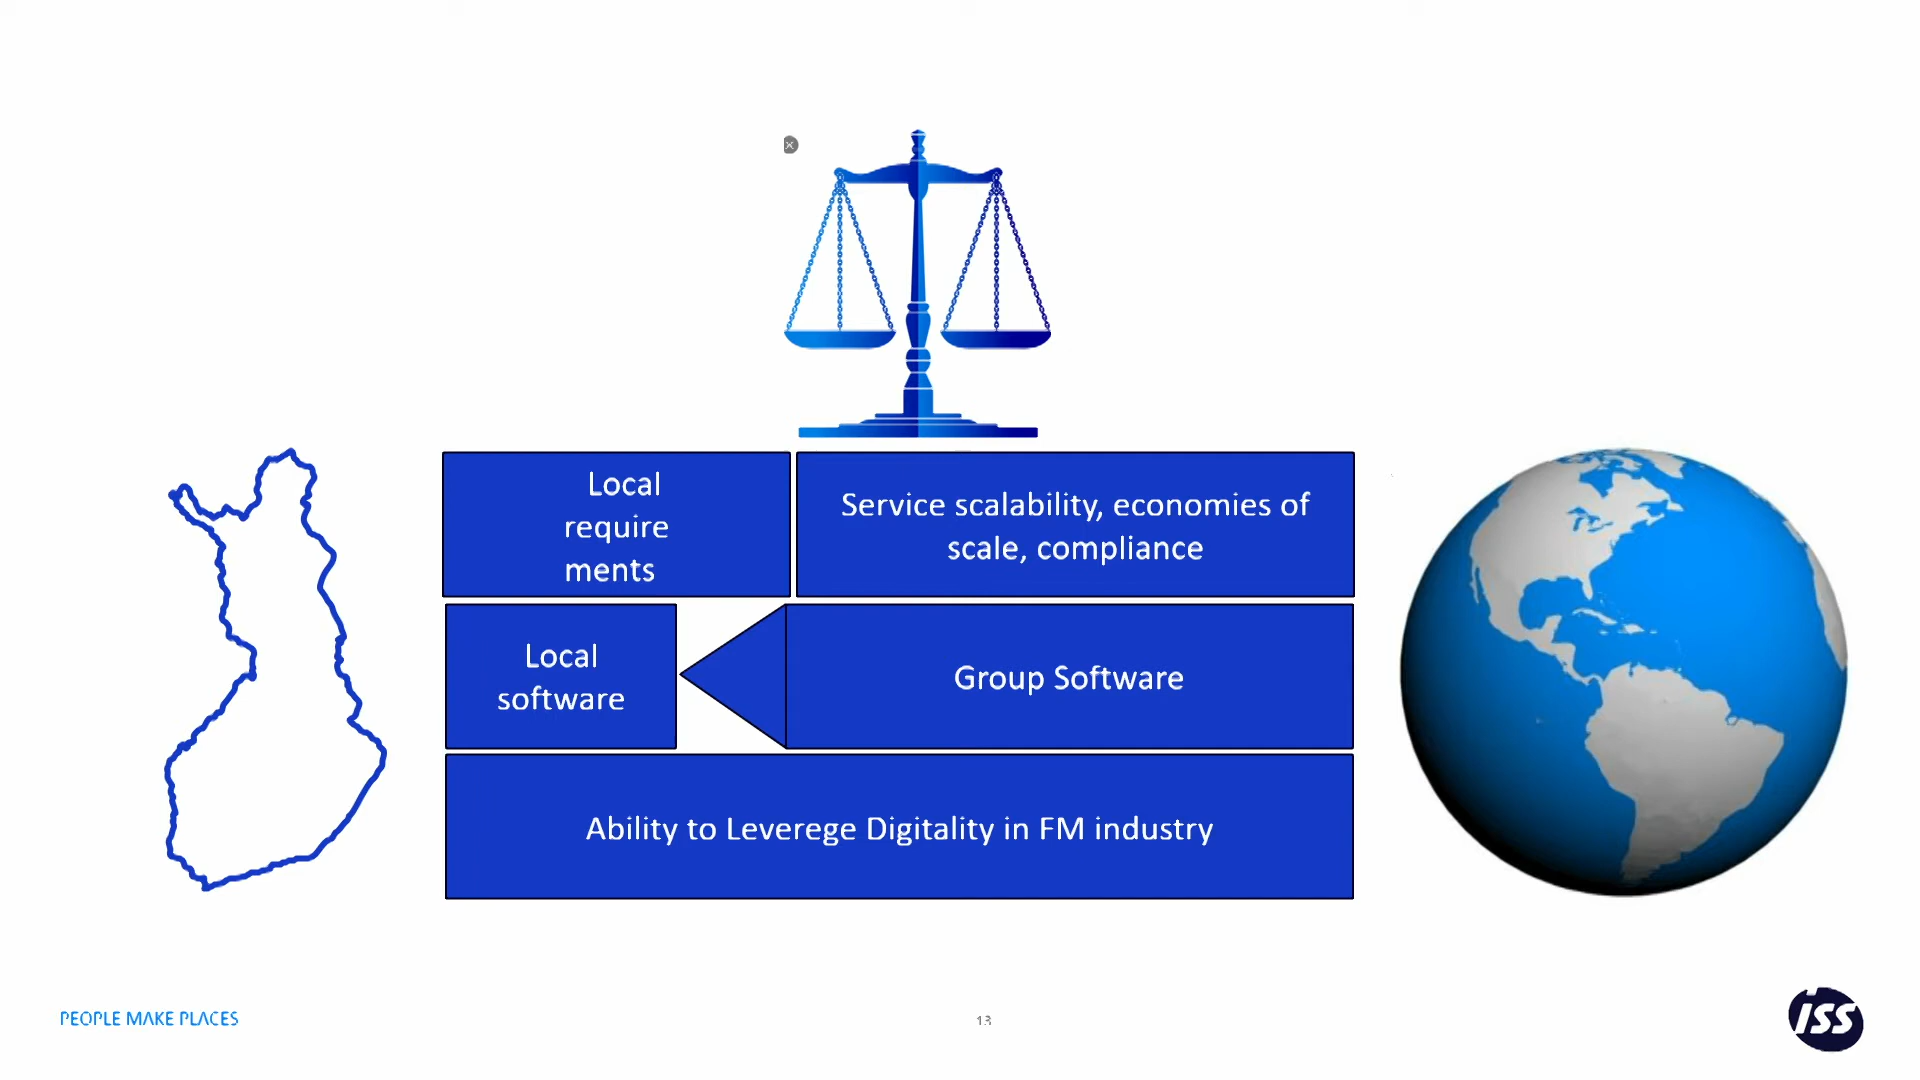 Local
require
ments
Service scalability, economies of
scale, compliance
Local
software
Group Software
Ability to Leverege Digitality in FM industry
PEOPLE MAKE PLACES
13
ISS